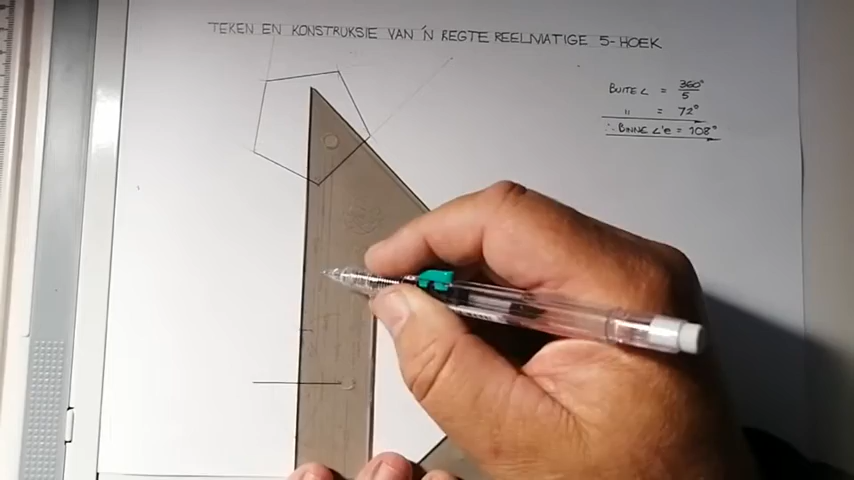 TEKEN EN KONSTRUKSIE VAN 'N REGTE REELMATIGE 5-HOEK
BUITE ∠ = 360°/5
" = 72°
∴ BINNE ∠'E = 108°